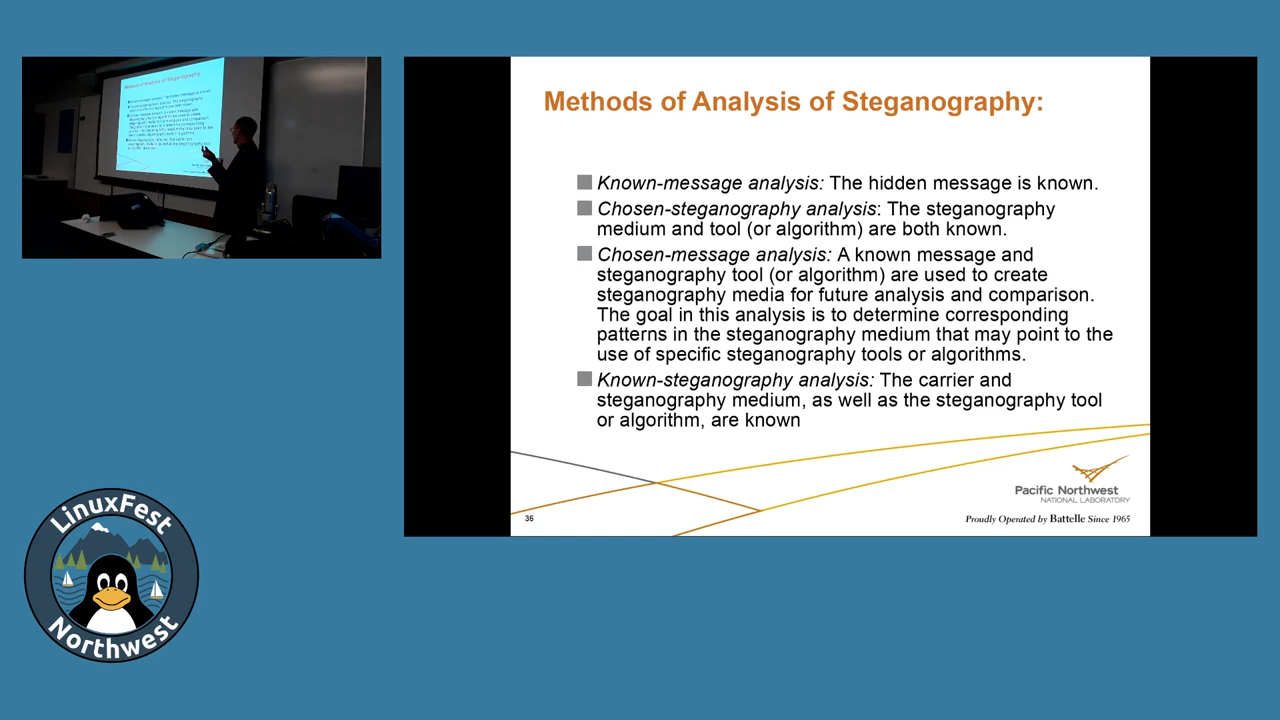 Methods of Analysis of Steganography:
Known-message analysis: The hidden message is known.
Chosen-steganography analysis: The steganography
medium and tool (or algorithm) are both known.
Chosen-message analysis: A known message and
steganography tool (or algorithm) are used to create
steganography media for future analysis and comparison.
The goal in this analysis is to determine corresponding
patterns in the steganography medium that may point to the
use of specific steganography tools or algorithms.
Known-steganography analysis: The carrier and
steganography medium, as well as the steganography tool
or algorithm, are known
Pacific Northwest
NATIONAL LABORATORY
36
Proudly Operated by Battelle Since 1965
LinuxFest
Northwest